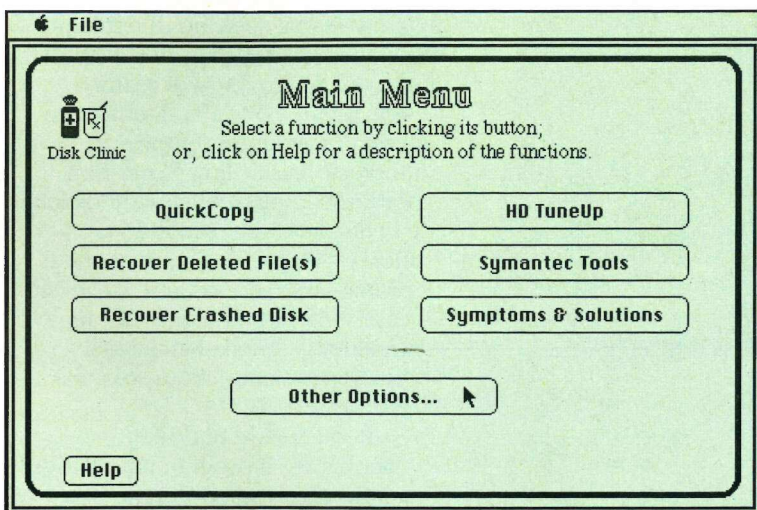 File
Main Menu
Select a function by clicking its button;
or, click on Help for a description of the functions.
Rx
Disk Clinic
QuickCopy
HD TuneUp
Recover Deleted File(s)
Symantec Tools
Recover Crashed Disk
Symptoms & Solutions
Other Options...
Help